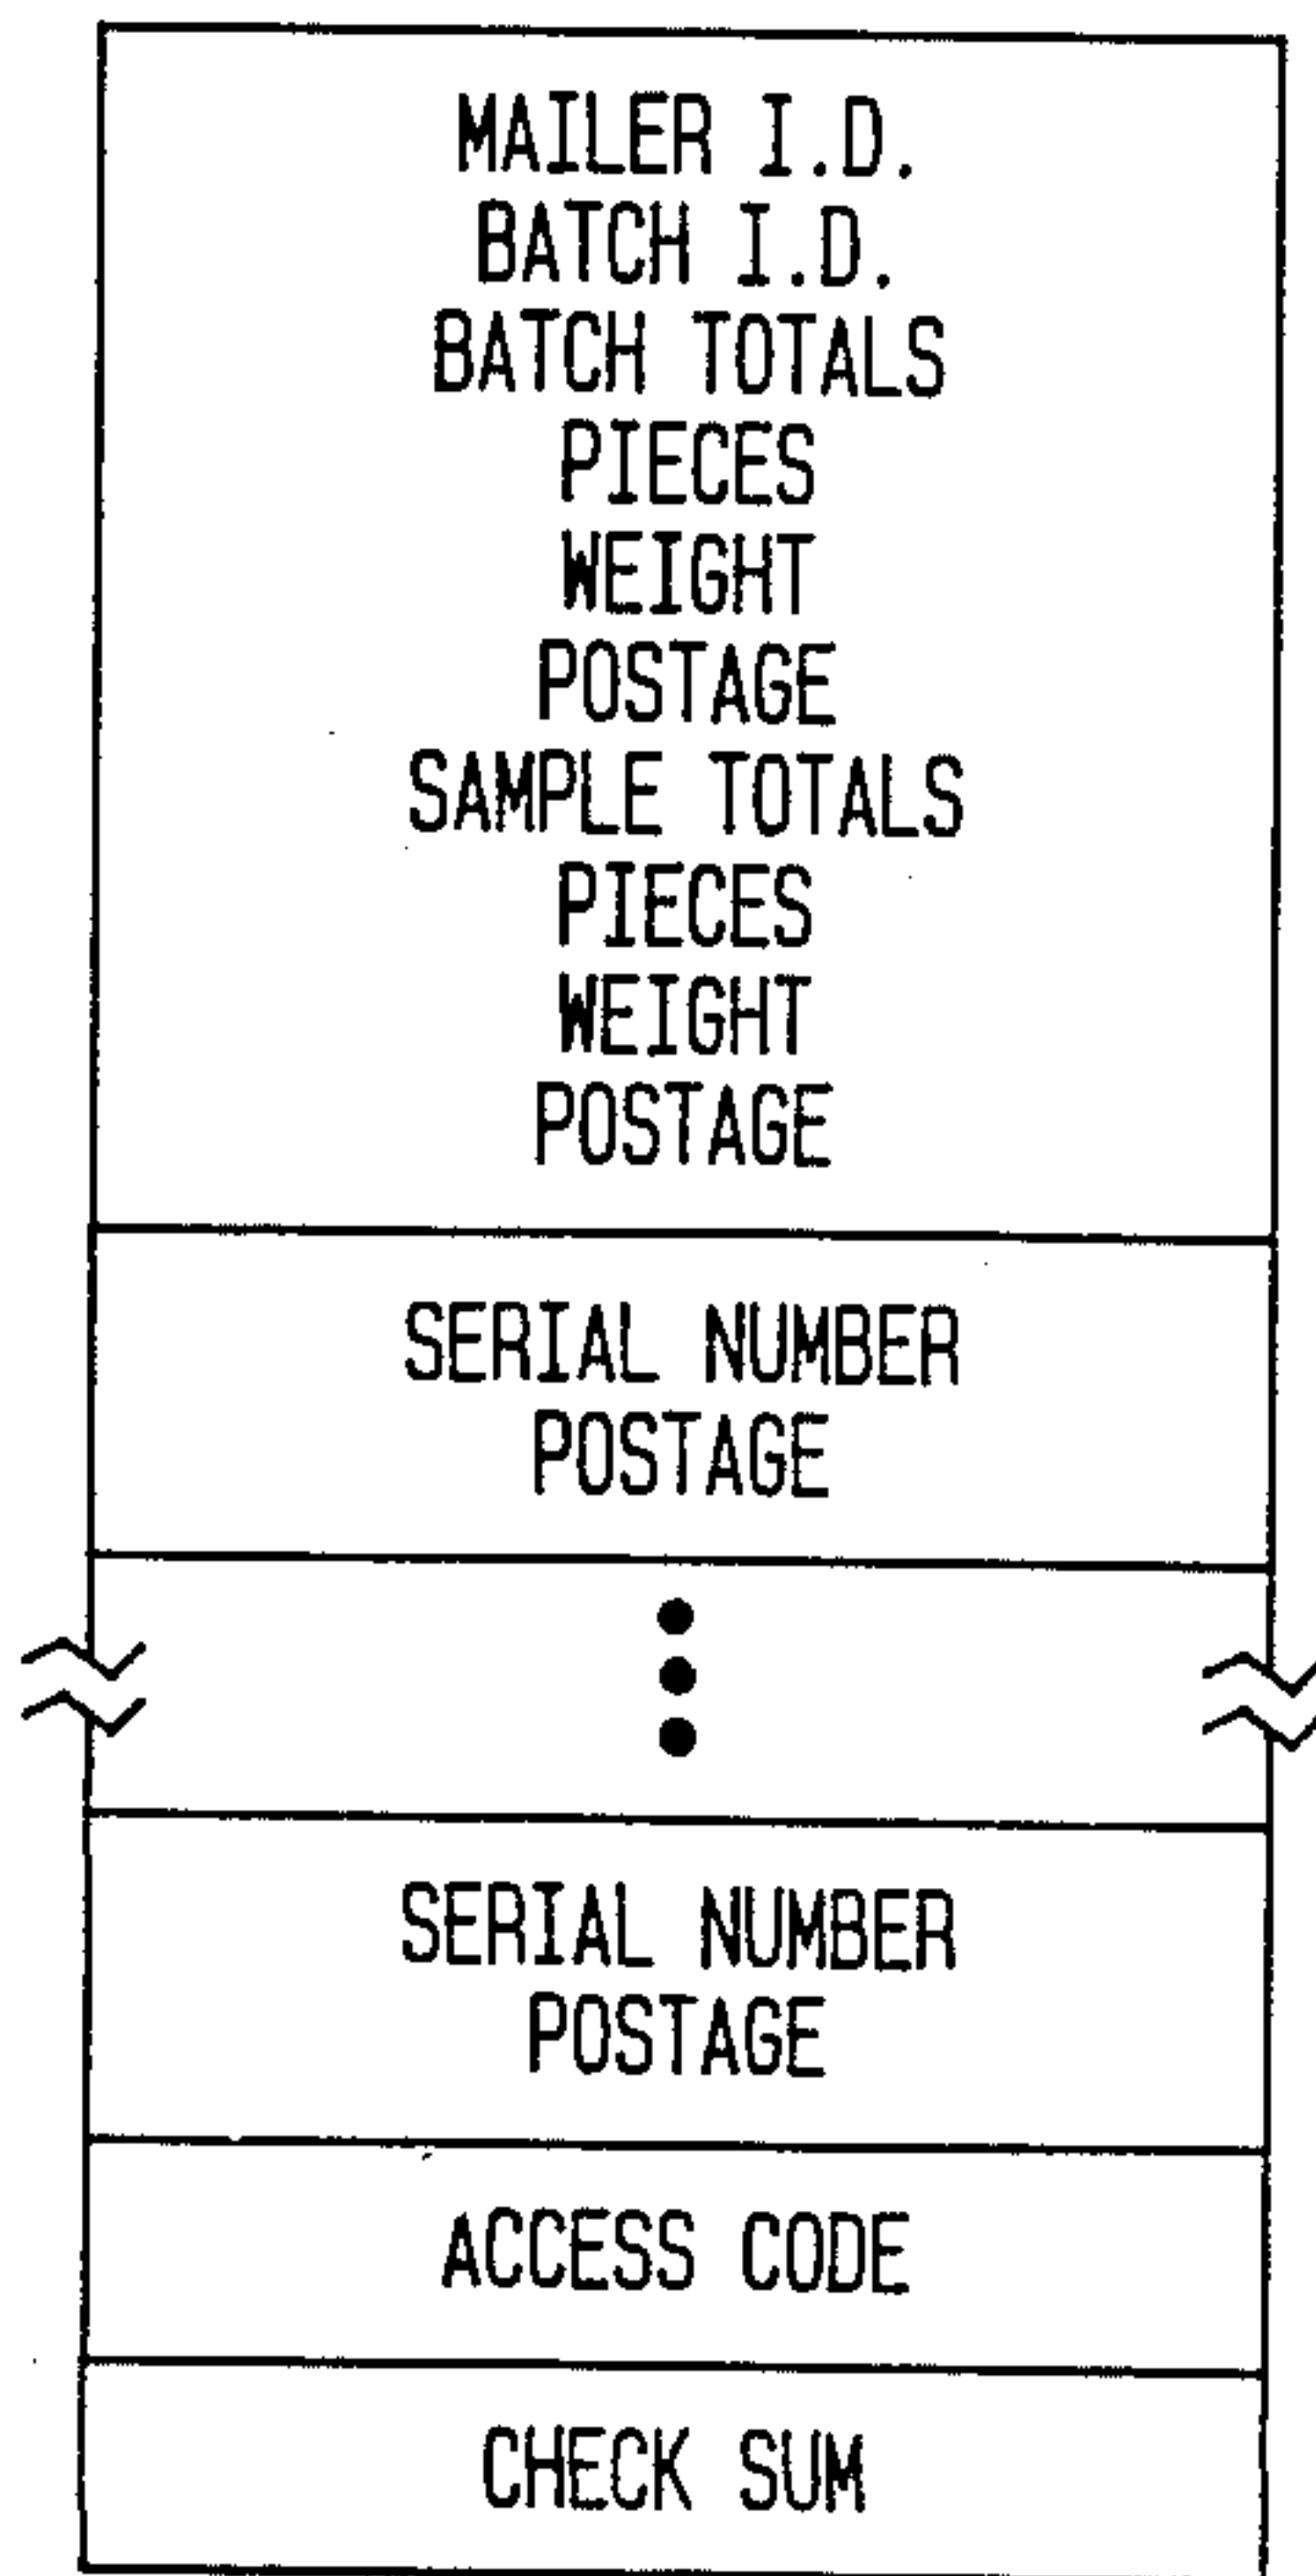 MAILER I.D.
BATCH I.D.
BATCH TOTALS
PIECES
WEIGHT
POSTAGE
SAMPLE TOTALS
PIECES
WEIGHT
POSTAGE
SERIAL NUMBER
POSTAGE
SERIAL NUMBER
POSTAGE
ACCESS CODE
CHECK SUM